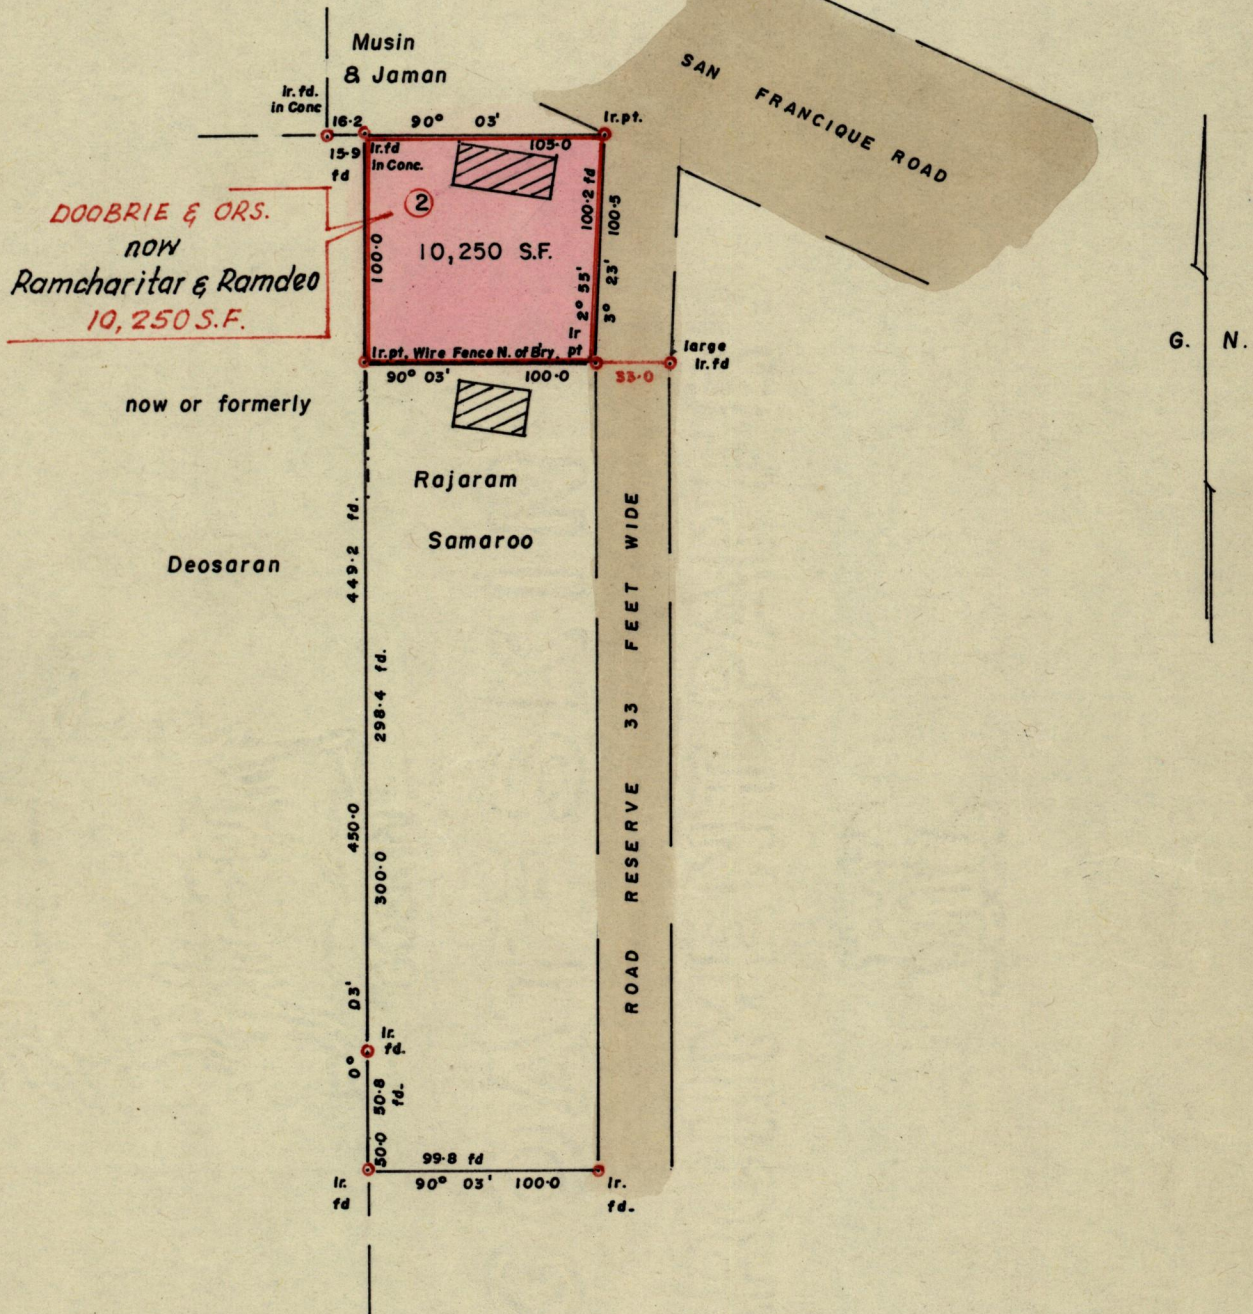 Musin
& Jaman
SAN FRANCIQUE ROAD
Ir. fd.
in Conc
16·2
90° 03'
Ir. pt.
15·9
fd
Ir. fd
in Conc.
105·0
DOOBRIE & ORS.
now
Ramcharitar & Ramdeo
10,250 S.F.
2
10,250 S.F.
100·0
100·2 fd
2° 55'
100·5
3° 23'
Ir
pt
Ir. pt, Wire Fence N. of Bry.
90° 03' 100·0
33·0
large
Ir. fd
G. N.
now or formerly
Deosaran
Rajaram
Samaroo
449·2 fd.
298·4 fd.
450·0
300·0
0° 03'
ROAD RESERVE 33 FEET WIDE
Ir.
fd.
50·8
fd.
50·0
99·8 fd
90° 03' 100·0
Ir.
fd
Ir.
fd.